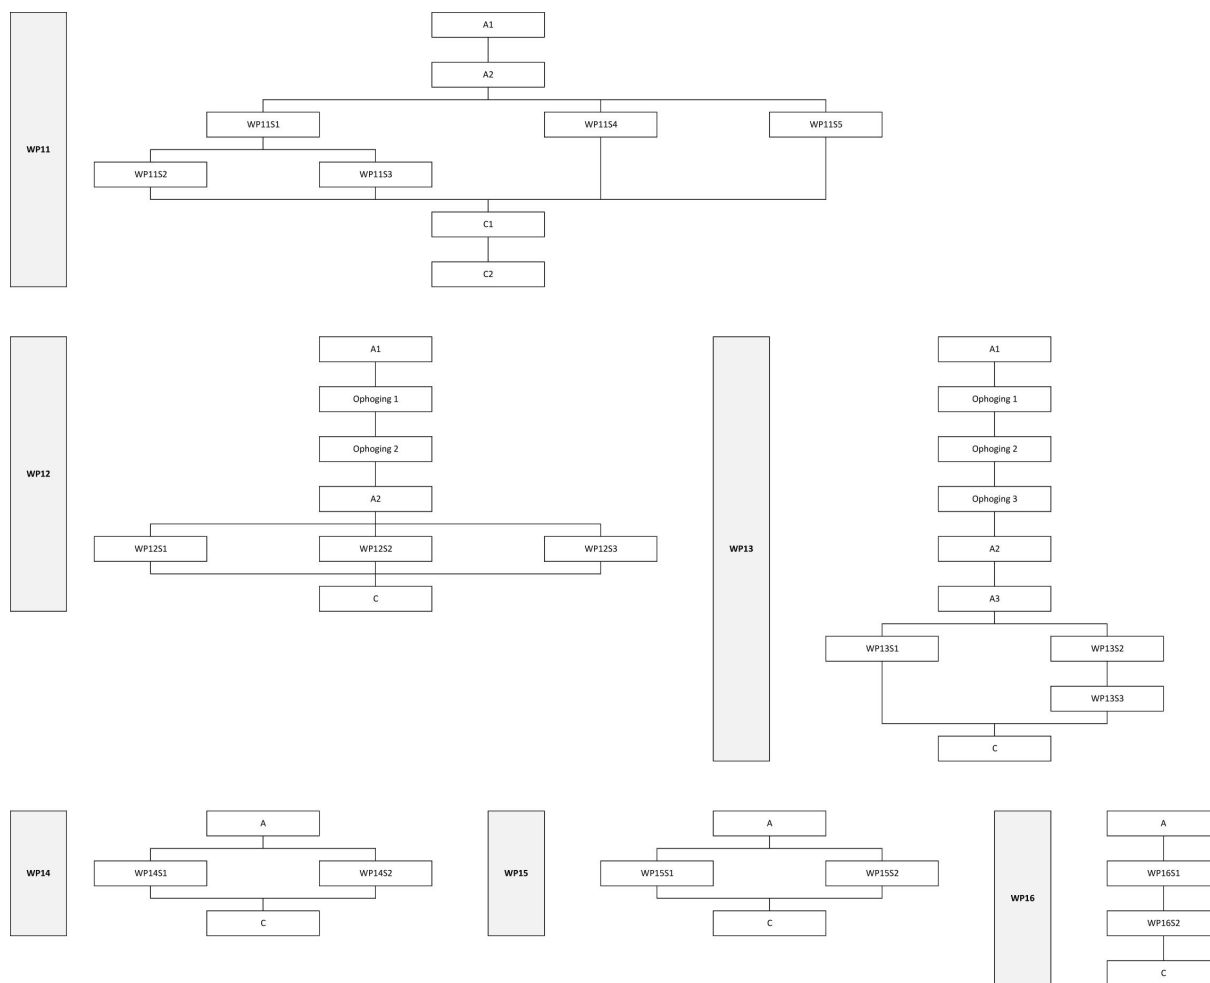 A1
A2
WP11S1
WP11S4
WP11S5
WP11
WP11S2
WP11S3
C1
C2
A1
Ophoging 1
Ophoging 2
WP12
A2
WP12S1
WP12S2
WP12S3
C
A1
Ophoging 1
Ophoging 2
Ophoging 3
WP13
A2
A3
WP13S1
WP13S2
WP13S3
C
A
WP14
WP14S1
WP14S2
C
A
WP15
WP15S1
WP15S2
C
A
WP16S1
WP16
WP16S2
C